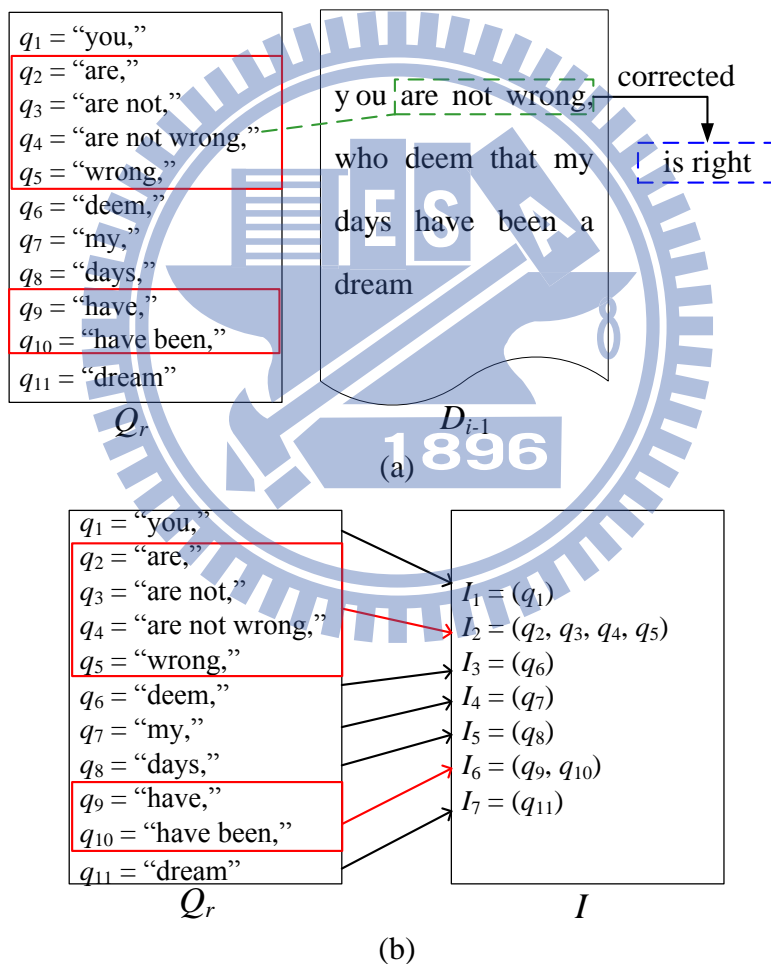 q1 = “you,”
q2 = “are,”
q3 = “are not,”
q4 = “are not wrong,”
q5 = “wrong,”
q6 = “deem,”
q7 = “my,”
q8 = “days,”
q9 = “have,”
q10 = “have been,”
q11 = “dream”
Qr
you are not wrong,
who deem that my
days have been a
dream
Di-1
corrected
is right
ES
A
1896
(a)
q1 = “you,”
q2 = “are,”
q3 = “are not,”
q4 = “are not wrong,”
q5 = “wrong,”
q6 = “deem,”
q7 = “my,”
q8 = “days,”
q9 = “have,”
q10 = “have been,”
q11 = “dream”
Qr
I1 = (q1)
I2 = (q2, q3, q4, q5)
I3 = (q6)
I4 = (q7)
I5 = (q8)
I6 = (q9, q10)
I7 = (q11)
I
(b)